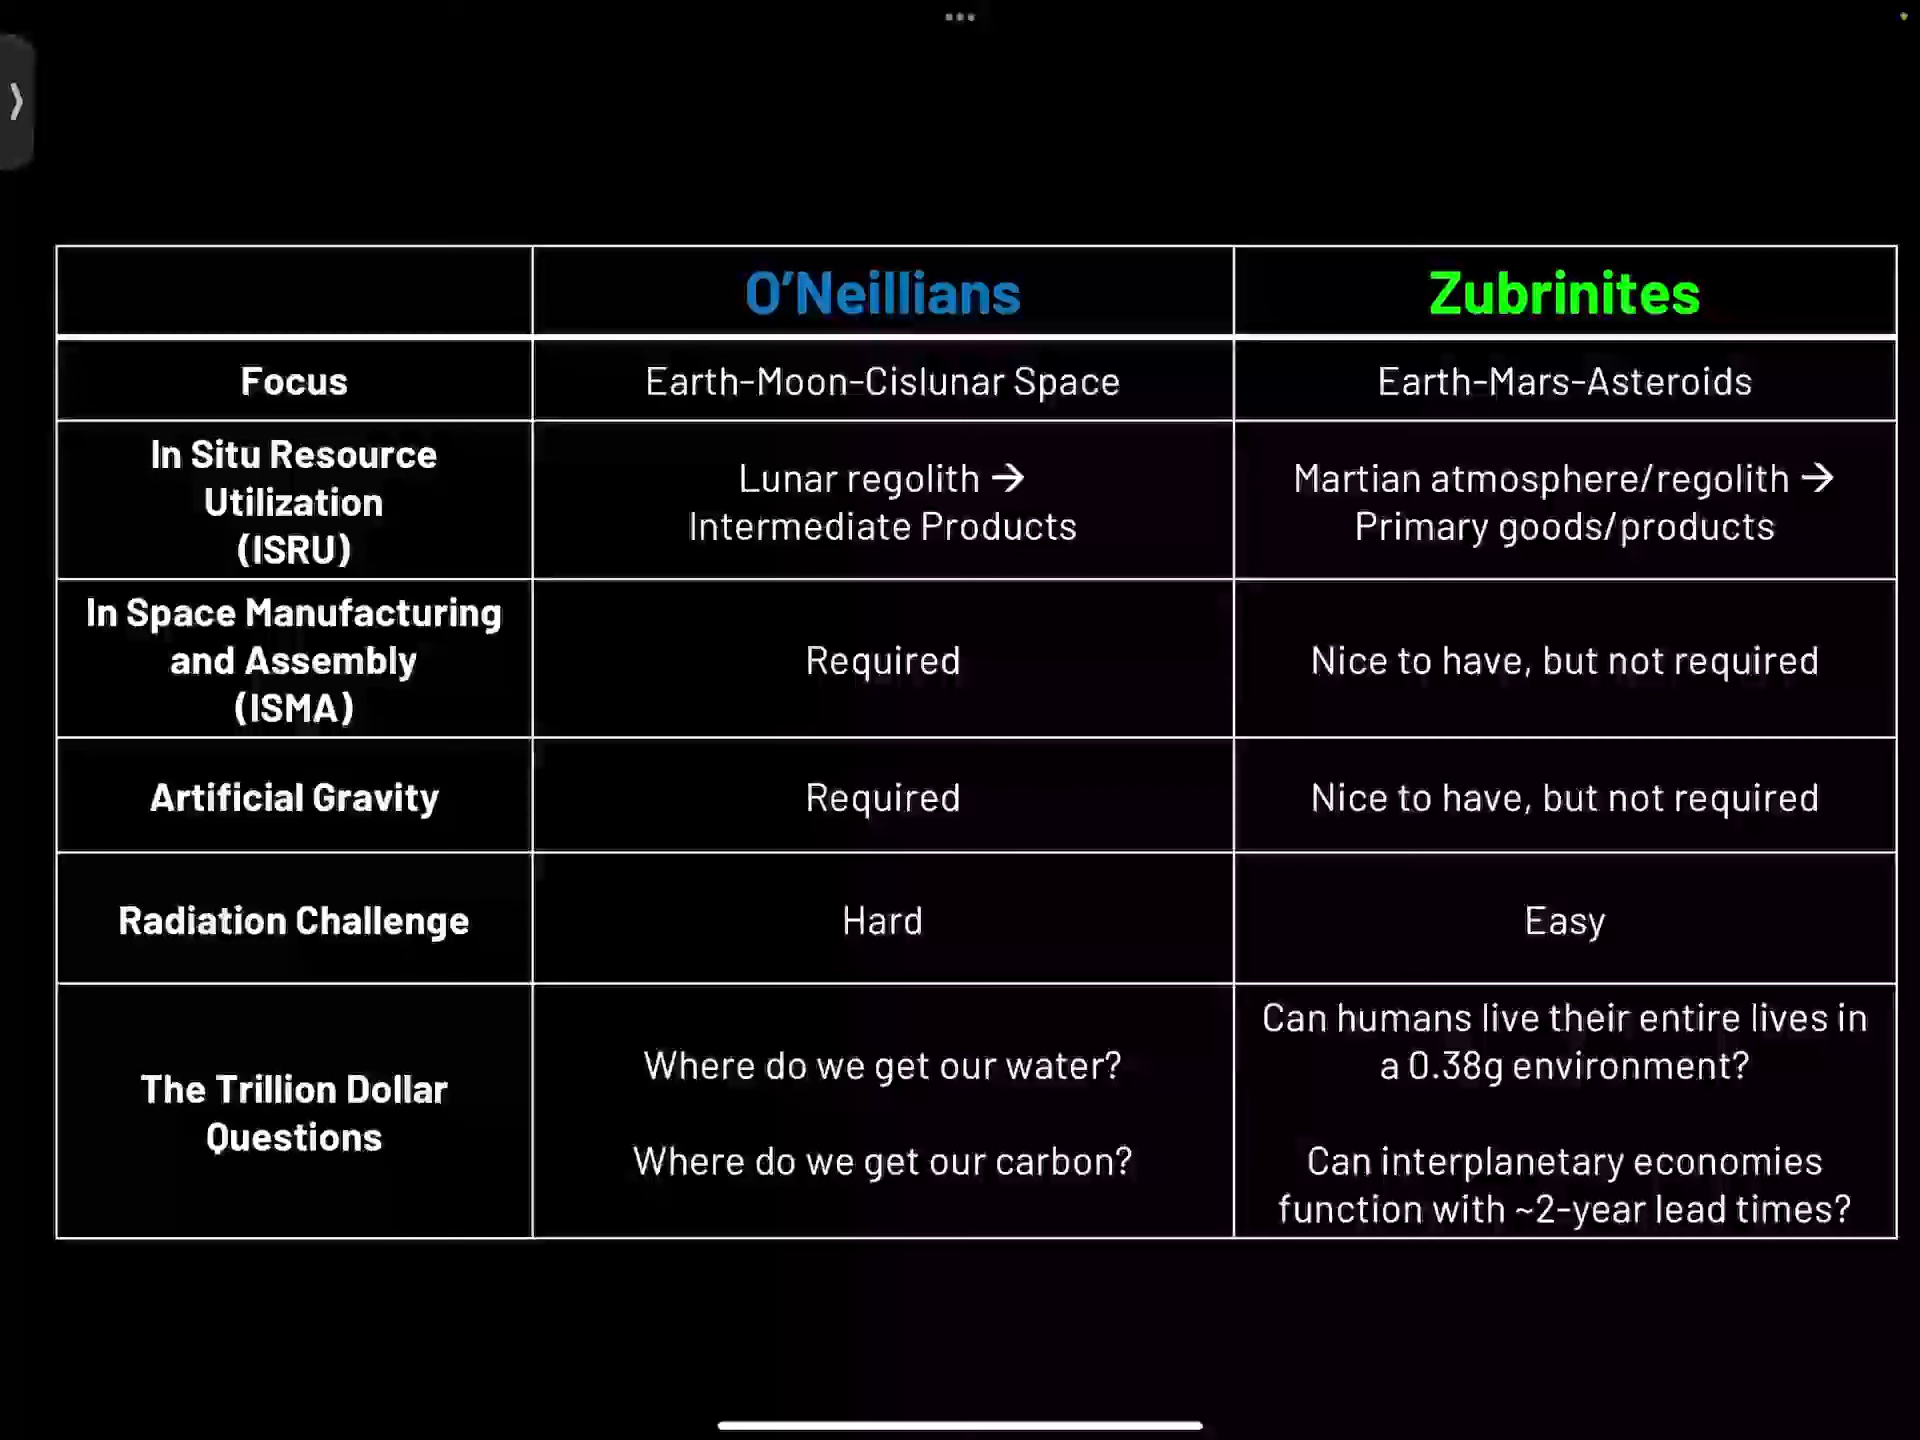 O'Neillians
Zubrinites
Focus
Earth-Moon-Cislunar Space
Earth-Mars-Asteroids
In Situ Resource
Utilization
(ISRU)
Lunar regolith →
Intermediate Products
Martian atmosphere/regolith →
Primary goods/products
In Space Manufacturing
and Assembly
(ISMA)
Required
Nice to have, but not required
Artificial Gravity
Required
Nice to have, but not required
Radiation Challenge
Hard
Easy
The Trillion Dollar
Questions
Where do we get our water?
Where do we get our carbon?
Can humans live their entire lives in
a 0.38g environment?
Can interplanetary economies
function with ~2-year lead times?